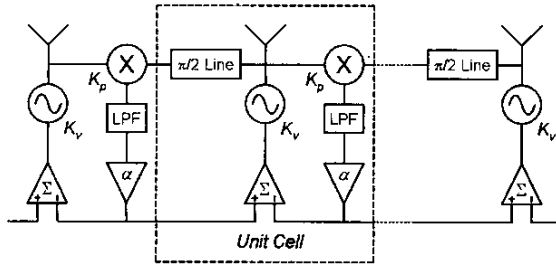 X
π/2 Line
X
π/2 Line
K_p
K_p
K_v
LPF
K_v
LPF
K_v
Σ
α
Σ
α
Σ
+
+
+
Unit Cell